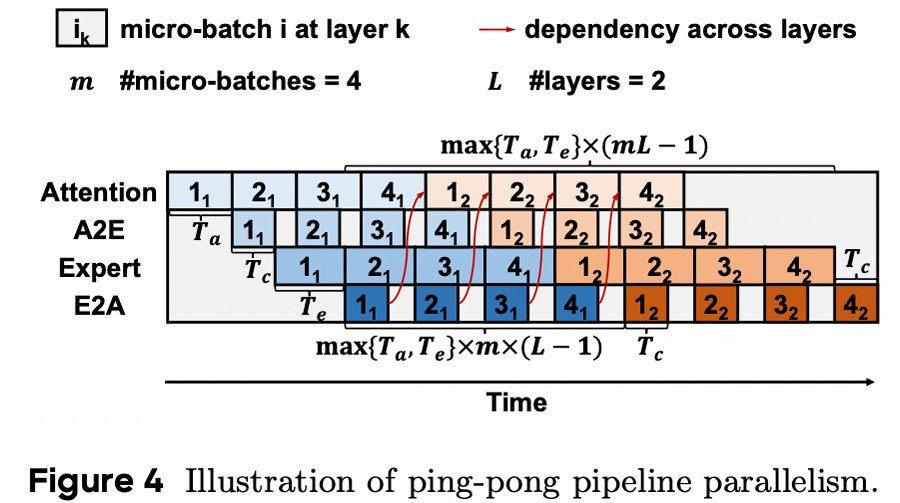 i_k micro-batch i at layer k → dependency across layers
m #micro-batches = 4 L #layers = 2
max{T_a, T_e}×(mL − 1)
Attention 1_1 2_1 3_1 4_1 1_2 2_2 3_2 4_2
A2E T_a 1_1 2_1 3_1 4_1 1_2 2_2 3_2 4_2
Expert T_c 1_1 2_1 3_1 4_1 1_2 2_2 3_2 4_2 T_c
E2A T_e 1_1 2_1 3_1 4_1 1_2 2_2 3_2 4_2
max{T_a, T_e}×m×(L − 1) T_c
Time
Figure 4 Illustration of ping-pong pipeline parallelism.